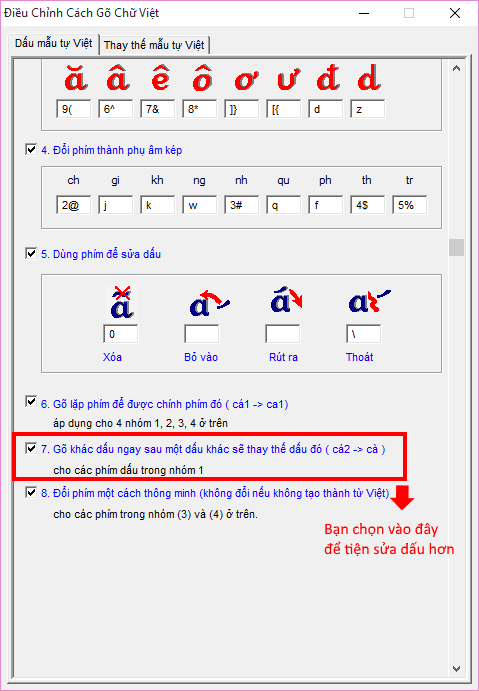 Điều Chỉnh Cách Gõ Chữ Việt
Dấu mẫu tự Việt Thay thế mẫu tự Việt
ă â ê ô ơ ư đ d
9( 6^ 7& 8* ]} [{ d z
4. Đổi phím thành phụ âm kép
ch gi kh ng nh qu ph th tr
2@ j k w 3# q f 4$ 5%
5. Dùng phím để sửa dấu
0 \
Xóa Bỏ vào Rút ra Thoát
6. Gõ lặp phím để được chính phím đó ( cá1 -> ca1)
áp dụng cho 4 nhóm 1, 2, 3, 4 ở trên
7. Gõ khác dấu ngay sau một dấu khác sẽ thay thế dấu đó ( cá2 -> cà )
cho các phím dấu trong nhóm 1
8. Đổi phím một cách thông minh (không đổi nếu không tạo thành từ Việt)
cho các phím trong nhóm (3) và (4) ở trên.
Bạn chọn vào đây
để tiện sửa dấu hơn